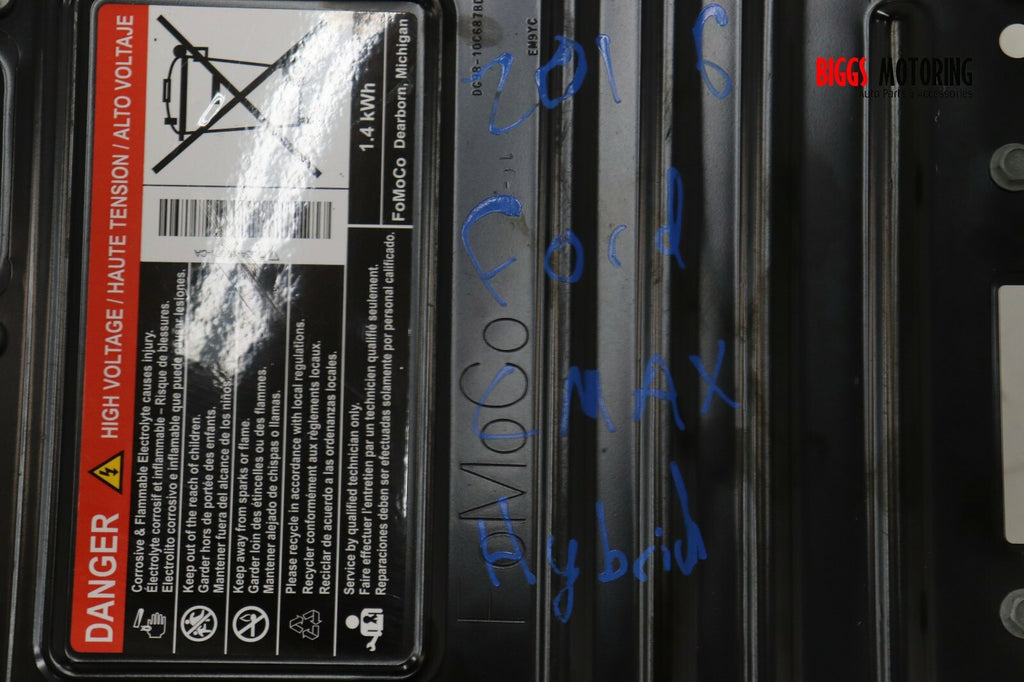 DANGER HIGH VOLTAGE / HAUTE TENSION / ALTO VOLTAJE
Corrosive & Flammable Electrolyte causes injury.
Électrolyte corrosif et inflammable – Risque de blessures.
Electrolito corrosivo e inflamable que puede causar lesiones.
Keep out of the reach of children.
Garder hors de portée des enfants.
Mantener fuera del alcance de los niños.
Keep away from sparks or flame.
Garder loin des étincelles ou des flammes.
Mantener alejado de chispas o llamas.
Please recycle in accordance with local regulations.
Recycler conformément aux règlements locaux.
Reciclar de acuerdo a las ordenanzas locales.
Service by qualified technician only.
Faire effectuer l'entretien par un technicien qualifié seulement.
Reparaciones deben ser efectuadas solamente por personal calificado.
1.4 kWh
FoMoCo Dearborn, Michigan
EM9YC
FoMoCo
2016
Ford
C MAX
Hybrid
BIGGS MOTORING
Auto Parts & Accessories